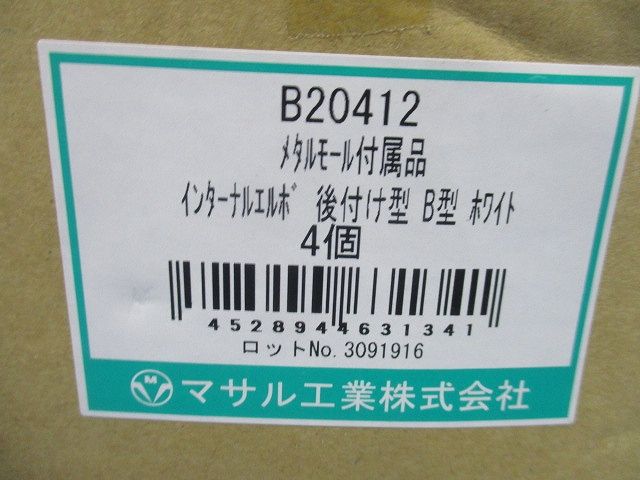 B20412
ﾒﾀﾙﾓｰﾙ付属品
ｲﾝﾀｰﾅﾙｴﾙﾎﾞ 後付け型 B型 ﾎﾜｲﾄ
4個
4528944631341
ロットNo.3091916
M マサル工業株式会社